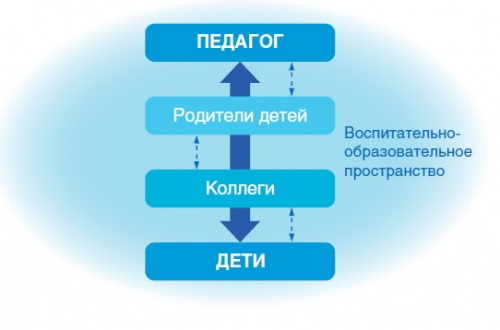 ПЕДАГОГ
Родители детей
Воспитательно-
образовательное
пространство
Коллеги
ДЕТИ